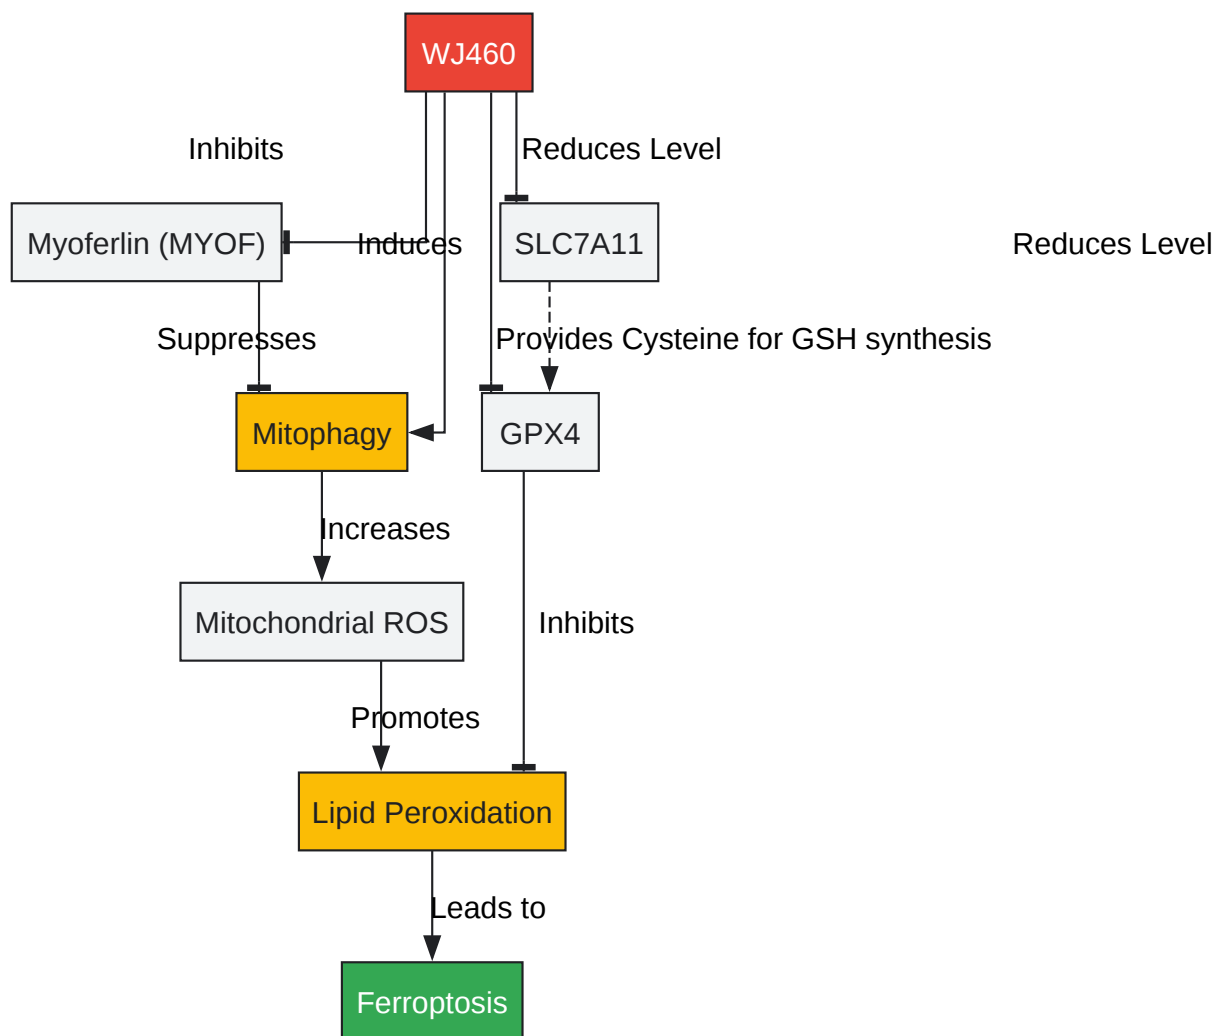 WJ460
Inhibits
Reduces Level
Myoferlin (MYOF)
Induces
SLC7A11
Reduces Level
Suppresses
Provides Cysteine for GSH synthesis
Mitophagy
GPX4
Increases
Mitochondrial ROS
Inhibits
Promotes
Lipid Peroxidation
Leads to
Ferroptosis